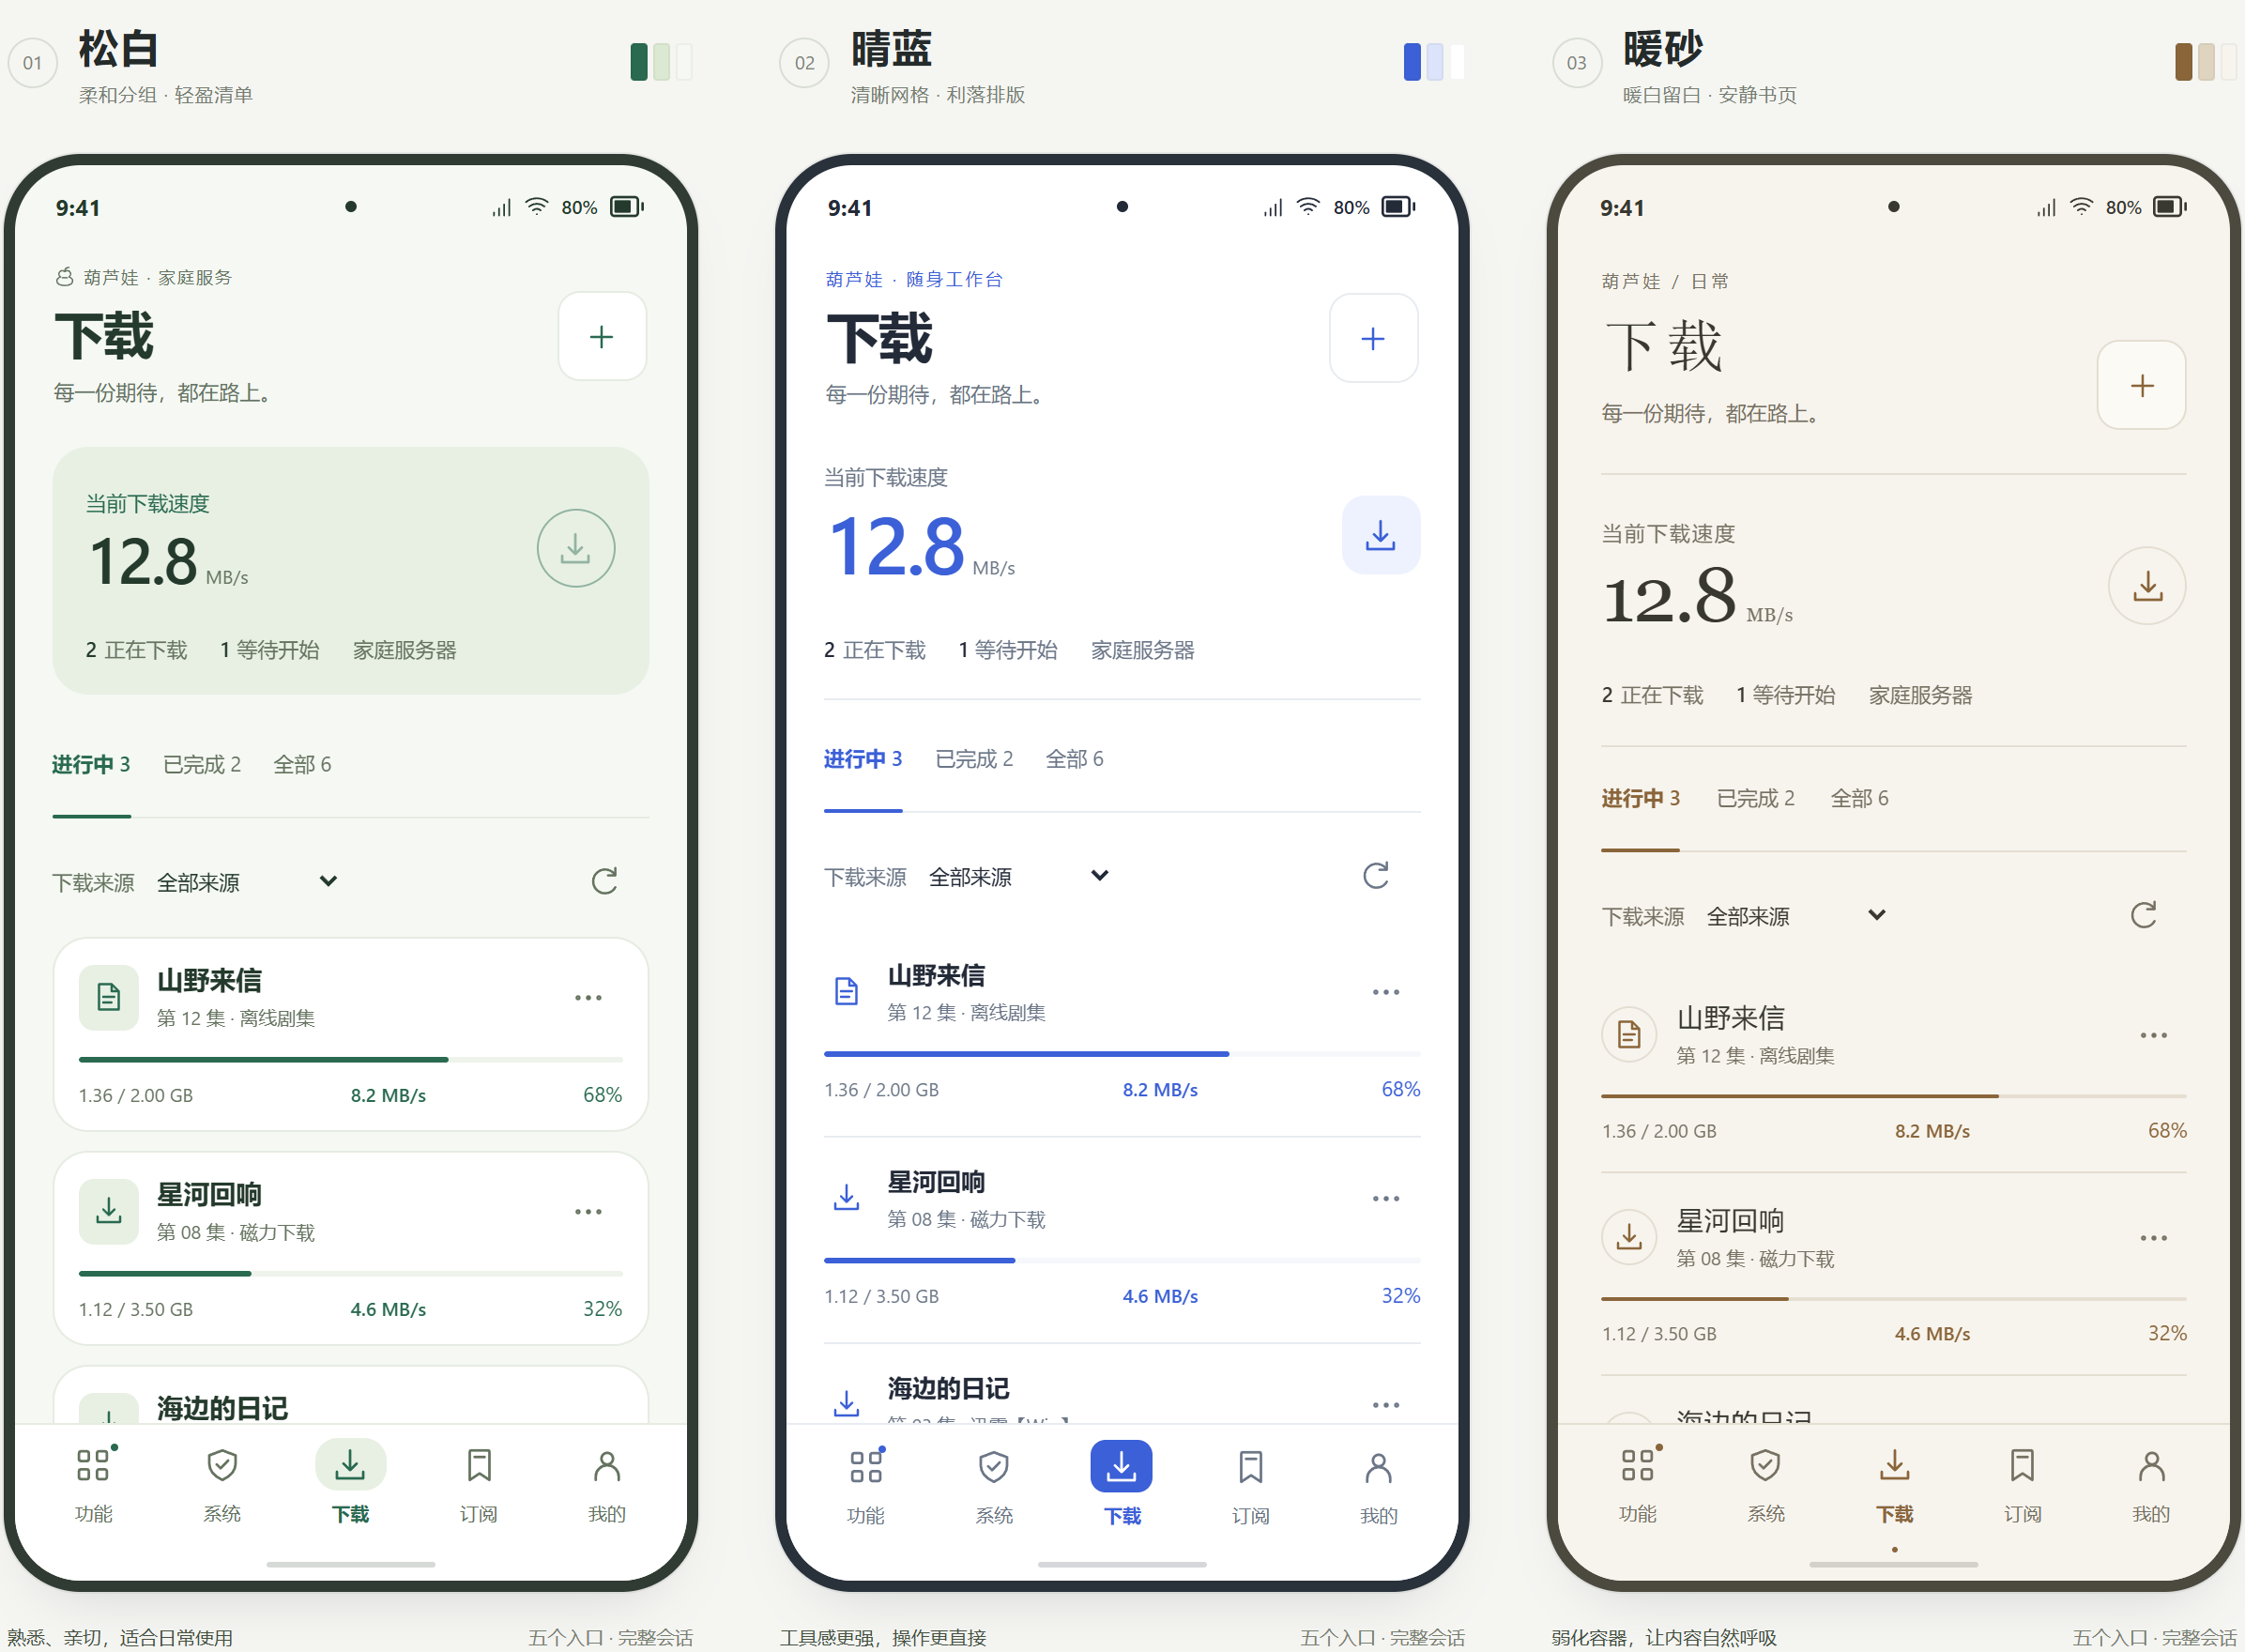 01
松白
柔和分组 · 轻盈清单
9:41
80%
葫芦娃 · 家庭服务
下载
每一份期待，都在路上。
当前下载速度
12.8 MB/s
2 正在下载 1 等待开始 家庭服务器
进行中 3 已完成 2 全部 6
下载来源 全部来源
山野来信
第 12 集 · 离线剧集
1.36 / 2.00 GB 8.2 MB/s 68%
星河回响
第 08 集 · 磁力下载
1.12 / 3.50 GB 4.6 MB/s 32%
海边的日记
功能 系统 下载 订阅 我的
熟悉、亲切，适合日常使用 五个入口 · 完整会话
02
晴蓝
清晰网格 · 利落排版
9:41
80%
葫芦娃 · 随身工作台
下载
每一份期待，都在路上。
当前下载速度
12.8 MB/s
2 正在下载 1 等待开始 家庭服务器
进行中 3 已完成 2 全部 6
下载来源 全部来源
山野来信
第 12 集 · 离线剧集
1.36 / 2.00 GB 8.2 MB/s 68%
星河回响
第 08 集 · 磁力下载
1.12 / 3.50 GB 4.6 MB/s 32%
海边的日记
功能 系统 下载 订阅 我的
工具感更强，操作更直接 五个入口 · 完整会话
03
暖砂
暖白留白 · 安静书页
9:41
80%
葫芦娃 / 日常
下载
每一份期待，都在路上。
当前下载速度
12.8 MB/s
2 正在下载 1 等待开始 家庭服务器
进行中 3 已完成 2 全部 6
下载来源 全部来源
山野来信
第 12 集 · 离线剧集
1.36 / 2.00 GB 8.2 MB/s 68%
星河回响
第 08 集 · 磁力下载
1.12 / 3.50 GB 4.6 MB/s 32%
海边的日记
功能 系统 下载 订阅 我的
弱化容器，让内容自然呼吸 五个入口 · 完整会话